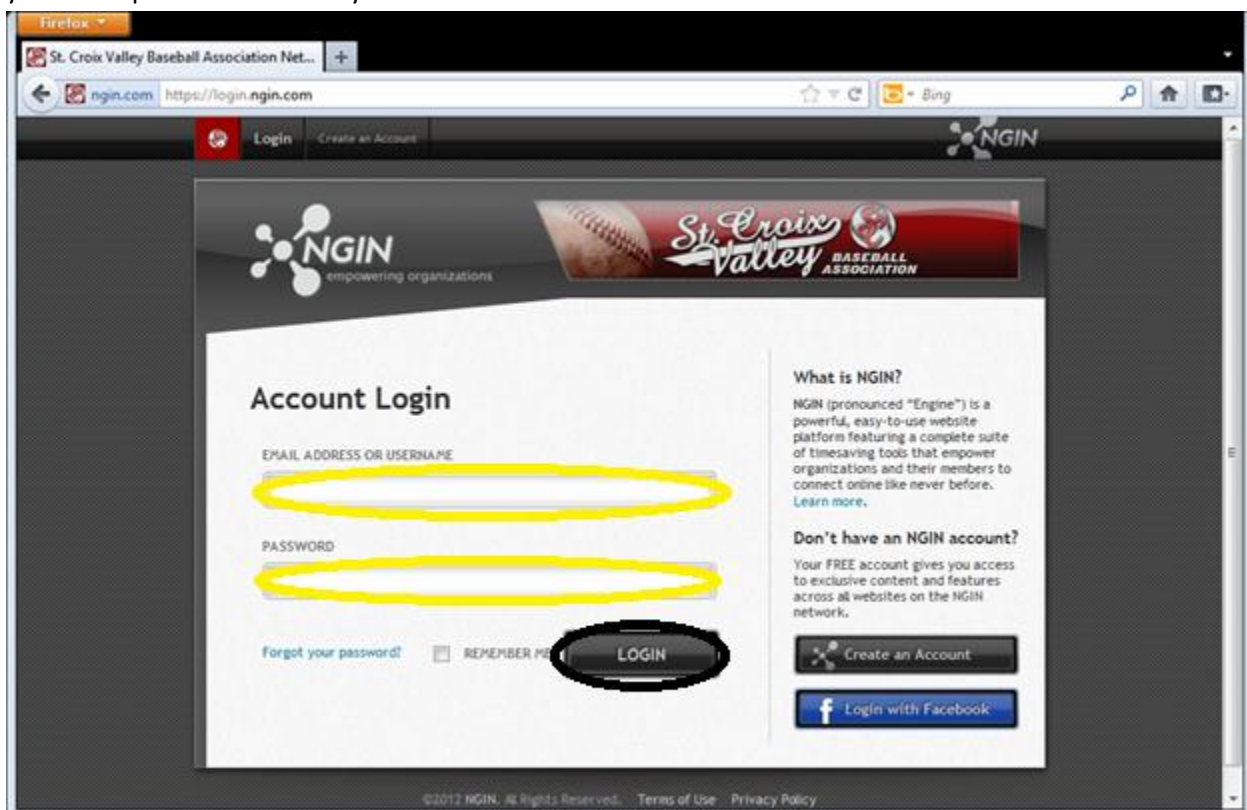 Firefox
St. Croix Valley Baseball Association Net... +
ngin.com https://login.ngin.com Bing
Login Create an Account NGIN
NGIN
empowering organizations
St. Croix Valley BASEBALL ASSOCIATION
Account Login
EMAIL ADDRESS OR USERNAME
PASSWORD
Forgot your password? REMEMBER ME LOGIN
What is NGIN?
NGIN (pronounced "Engine") is a
powerful, easy-to-use website
platform featuring a complete suite
of timesaving tools that empower
organizations and their members to
connect online like never before.
Learn more.
Don't have an NGIN account?
Your FREE account gives you access
to exclusive content and features
across all websites on the NGIN
network.
Create an Account
f Login with Facebook
©2012 NGIN. All Rights Reserved. Terms of Use Privacy Policy